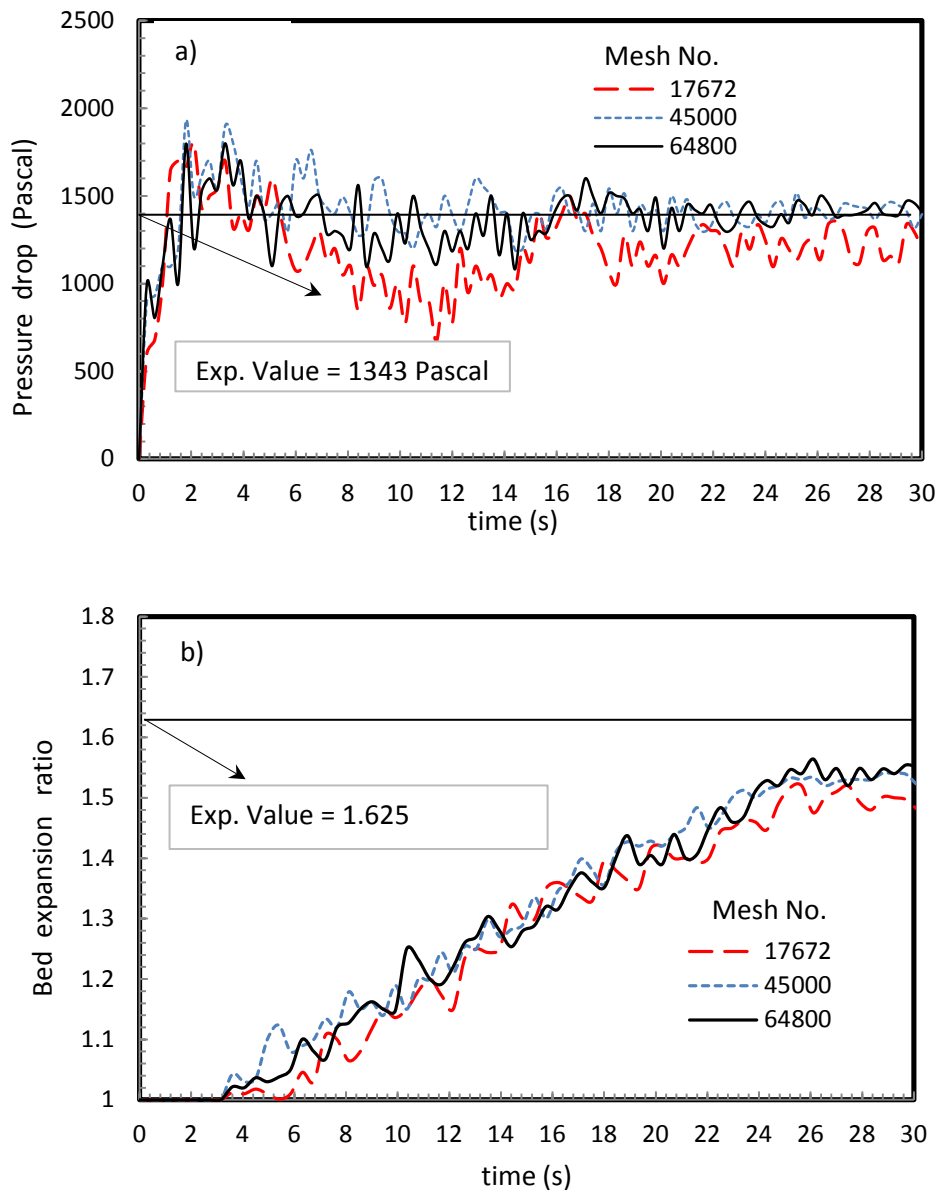 2500
2000
1500
1000
500
0
Pressure drop (Pascal)
a)
Mesh No.
17672
45000
64800
Exp. Value = 1343 Pascal
0 2 4 6 8 10 12 14 16 18 20 22 24 26 28 30
time (s)
1.8
1.7
1.6
1.5
1.4
1.3
1.2
1.1
1
Bed expansion ratio
b)
Exp. Value = 1.625
Mesh No.
17672
45000
64800
0 2 4 6 8 10 12 14 16 18 20 22 24 26 28 30
time (s)